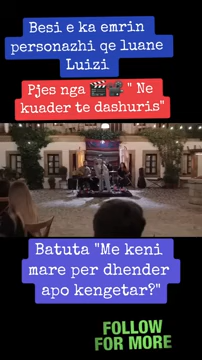 Besi e ka emrin
personazhi qe luane
Luizi
Pjes nga 🎬🎥 " Ne
kuader te dashuris"
Batuta "Me keni
mare per dhender
apo kengetar?"
FOLLOW
FOR MORE